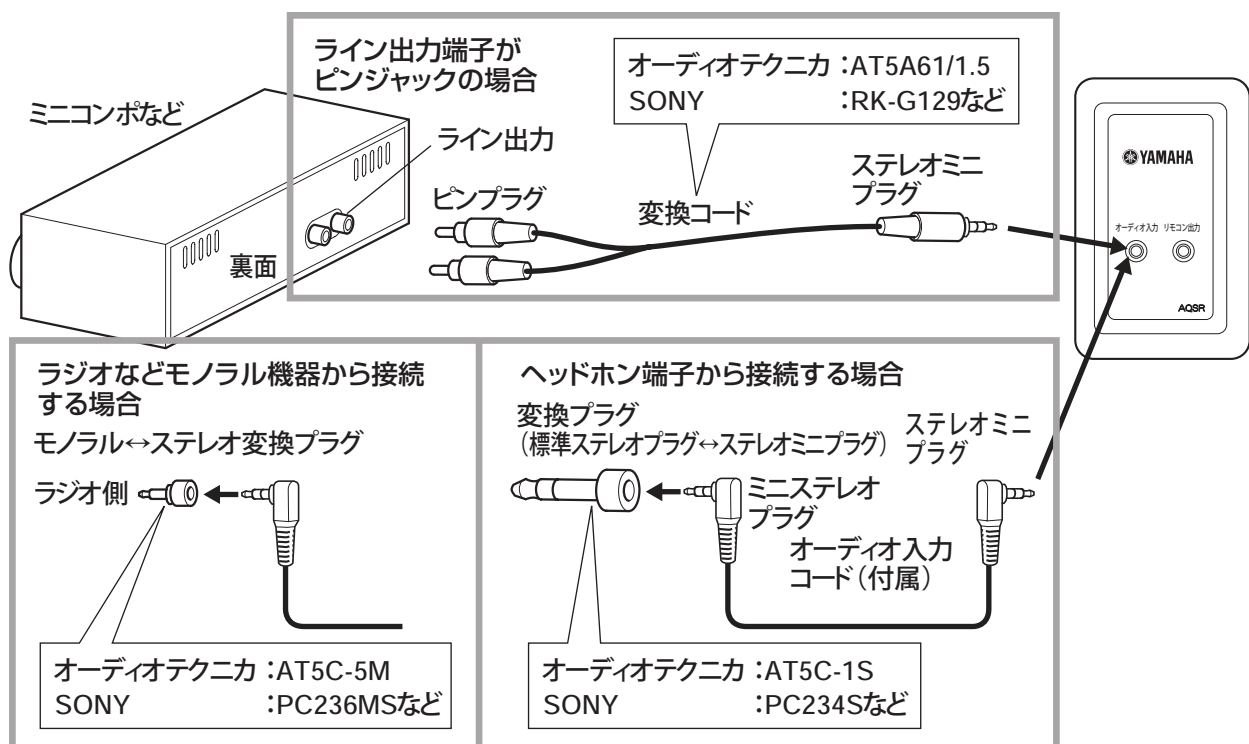 ライン出力端子が
ピンジャックの場合
オーディオテクニカ：AT5A61/1.5
SONY ：RK-G129など
ミニコンポなど
ライン出力
ピンプラグ
変換コード
ステレオミニ
プラグ
裏面
YAMAHA
オーディオ入力 リモコン出力
AQSR
ラジオなどモノラル機器から接続
する場合
モノラル↔ステレオ変換プラグ
ラジオ側
オーディオテクニカ：AT5C-5M
SONY ：PC236MSなど
ヘッドホン端子から接続する場合
変換プラグ
（標準ステレオプラグ↔ステレオミニプラグ）
ステレオミニ
プラグ
ミニステレオ
プラグ
オーディオ入力
コード（付属）
オーディオテクニカ：AT5C-1S
SONY ：PC234Sなど